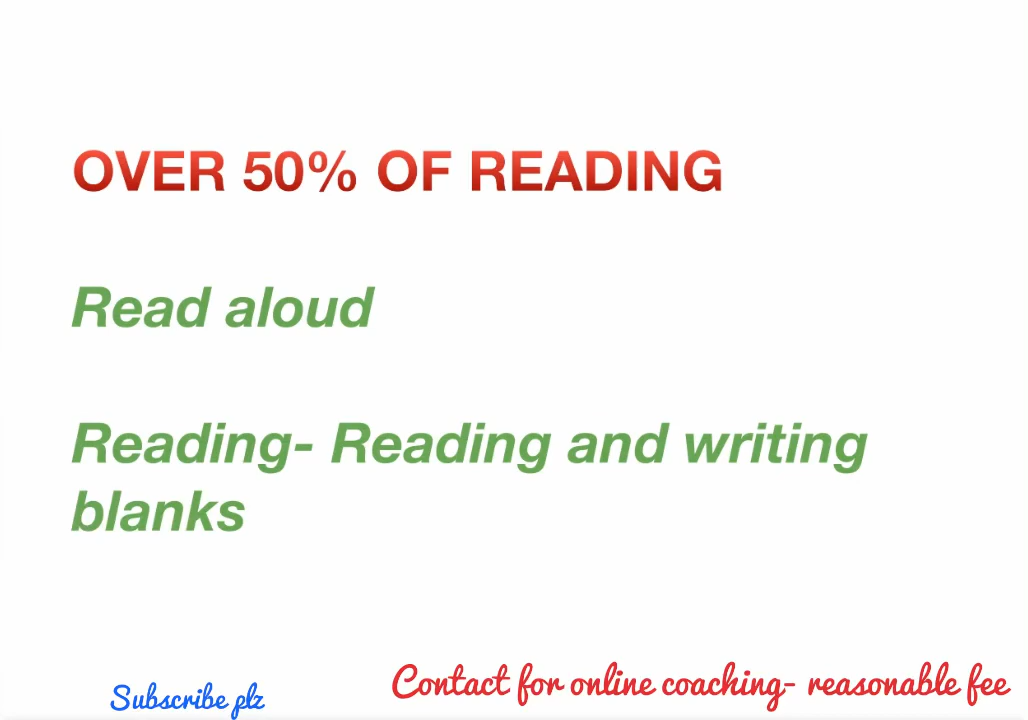 OVER 50% OF READING
Read aloud
Reading- Reading and writing
blanks
Subscribe plz
Contact for online coaching- reasonable fee